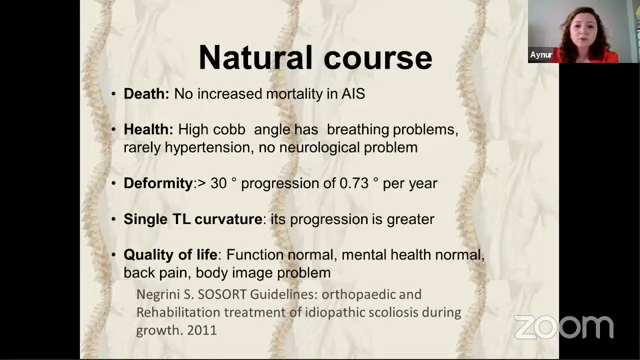 Natural course
Aynur
• Death: No increased mortality in AIS
• Health: High cobb angle has breathing problems,
rarely hypertension, no neurological problem
• Deformity:> 30 ° progression of 0.73 ° per year
• Single TL curvature: its progression is greater
• Quality of life: Function normal, mental health normal,
back pain, body image problem
Negrini S. SOSORT Guidelines: orthopaedic and
Rehabilitation treatment of idiopathic scoliosis during
growth. 2011
zoom